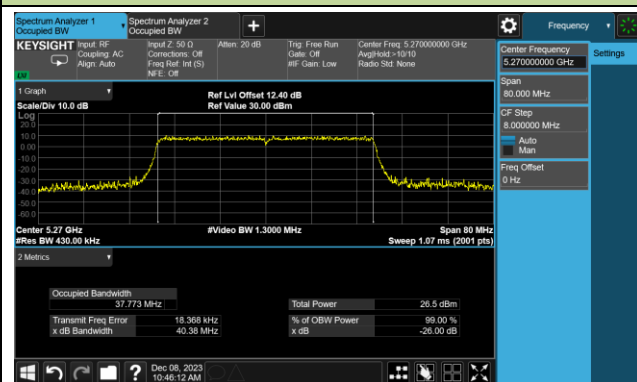 Spectrum Analyzer 1
Occupied BW
Spectrum Analyzer 2
Occupied BW
+
Frequency
KEYSIGHT
Input: RF
Coupling: AC
Align: Auto
Input Z: 50 Ω
Corrections: Off
Freq Ref: Int (S)
NFE: Off
Atten: 20 dB
Trig: Free Run
Gate: Off
#IF Gain: Low
Center Freq: 5.270000000 GHz
Avg|Hold:>10/10
Radio Std: None
Center Frequency
5.270000000 GHz
Settings
Span
80.000 MHz
CF Step
8.000000 MHz
Auto
Man
Freq Offset
0 Hz
1 Graph
Scale/Div 10.0 dB
Ref Lvl Offset 12.40 dB
Ref Value 30.00 dBm
Log
20.0
10.0
0.00
-10.0
-20.0
-30.0
-40.0
-50.0
-60.0
Center 5.27 GHz
#Res BW 430.00 kHz
#Video BW 1.3000 MHz
Span 80 MHz
Sweep 1.07 ms (2001 pts)
2 Metrics
Occupied Bandwidth
37.773 MHz
Total Power 26.5 dBm
Transmit Freq Error 18.368 kHz
% of OBW Power 99.00 %
x dB Bandwidth 40.38 MHz
x dB -26.00 dB
?
Dec 08, 2023
10:46:12 AM